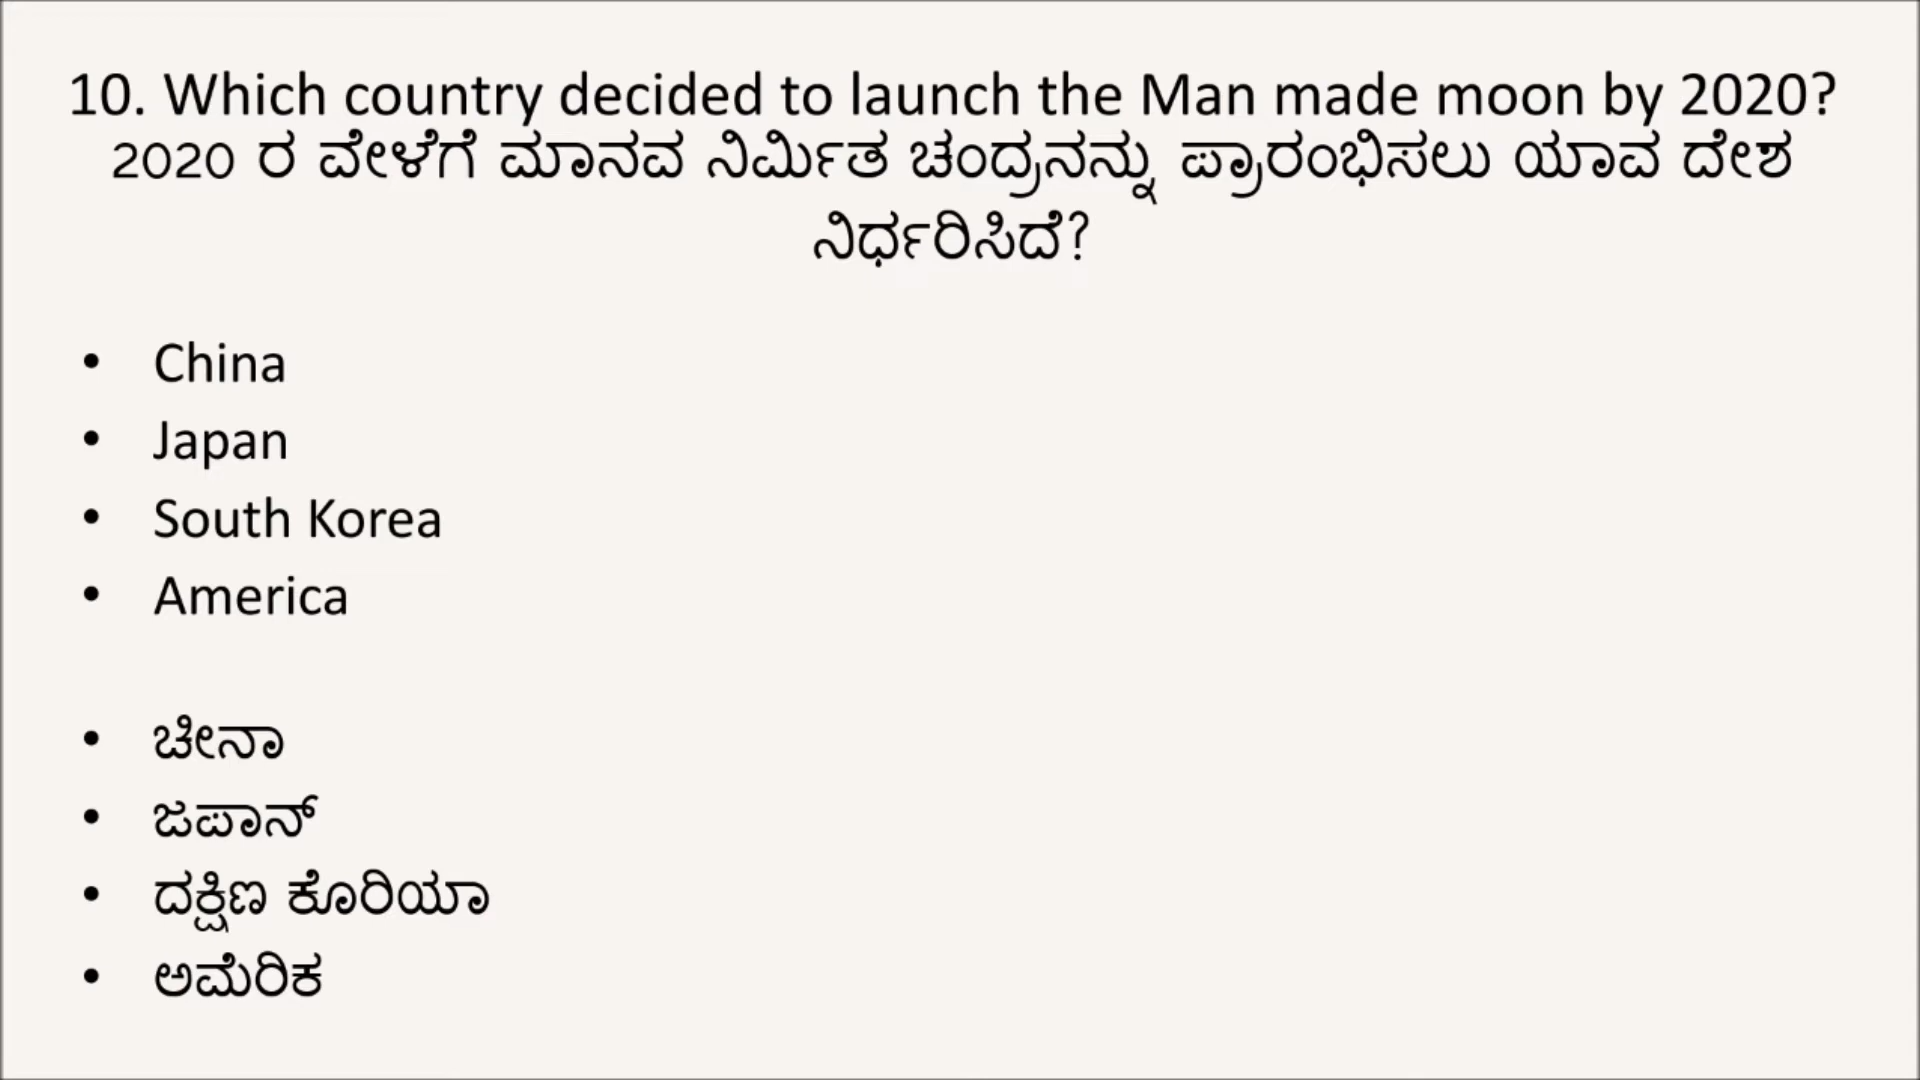 10. Which country decided to launch the Man made moon by 2020?
2020 ರ ವೇಳೆಗೆ ಮಾನವ ನಿರ್ಮಿತ ಚಂದ್ರನನ್ನು ಪ್ರಾರಂಭಿಸಲು ಯಾವ ದೇಶ
ನಿರ್ಧರಿಸಿದೆ?
• China
• Japan
• South Korea
• America
• ಚೀನಾ
• ಜಪಾನ್
• ದಕ್ಷಿಣ ಕೊರಿಯಾ
• ಅಮೆರಿಕ